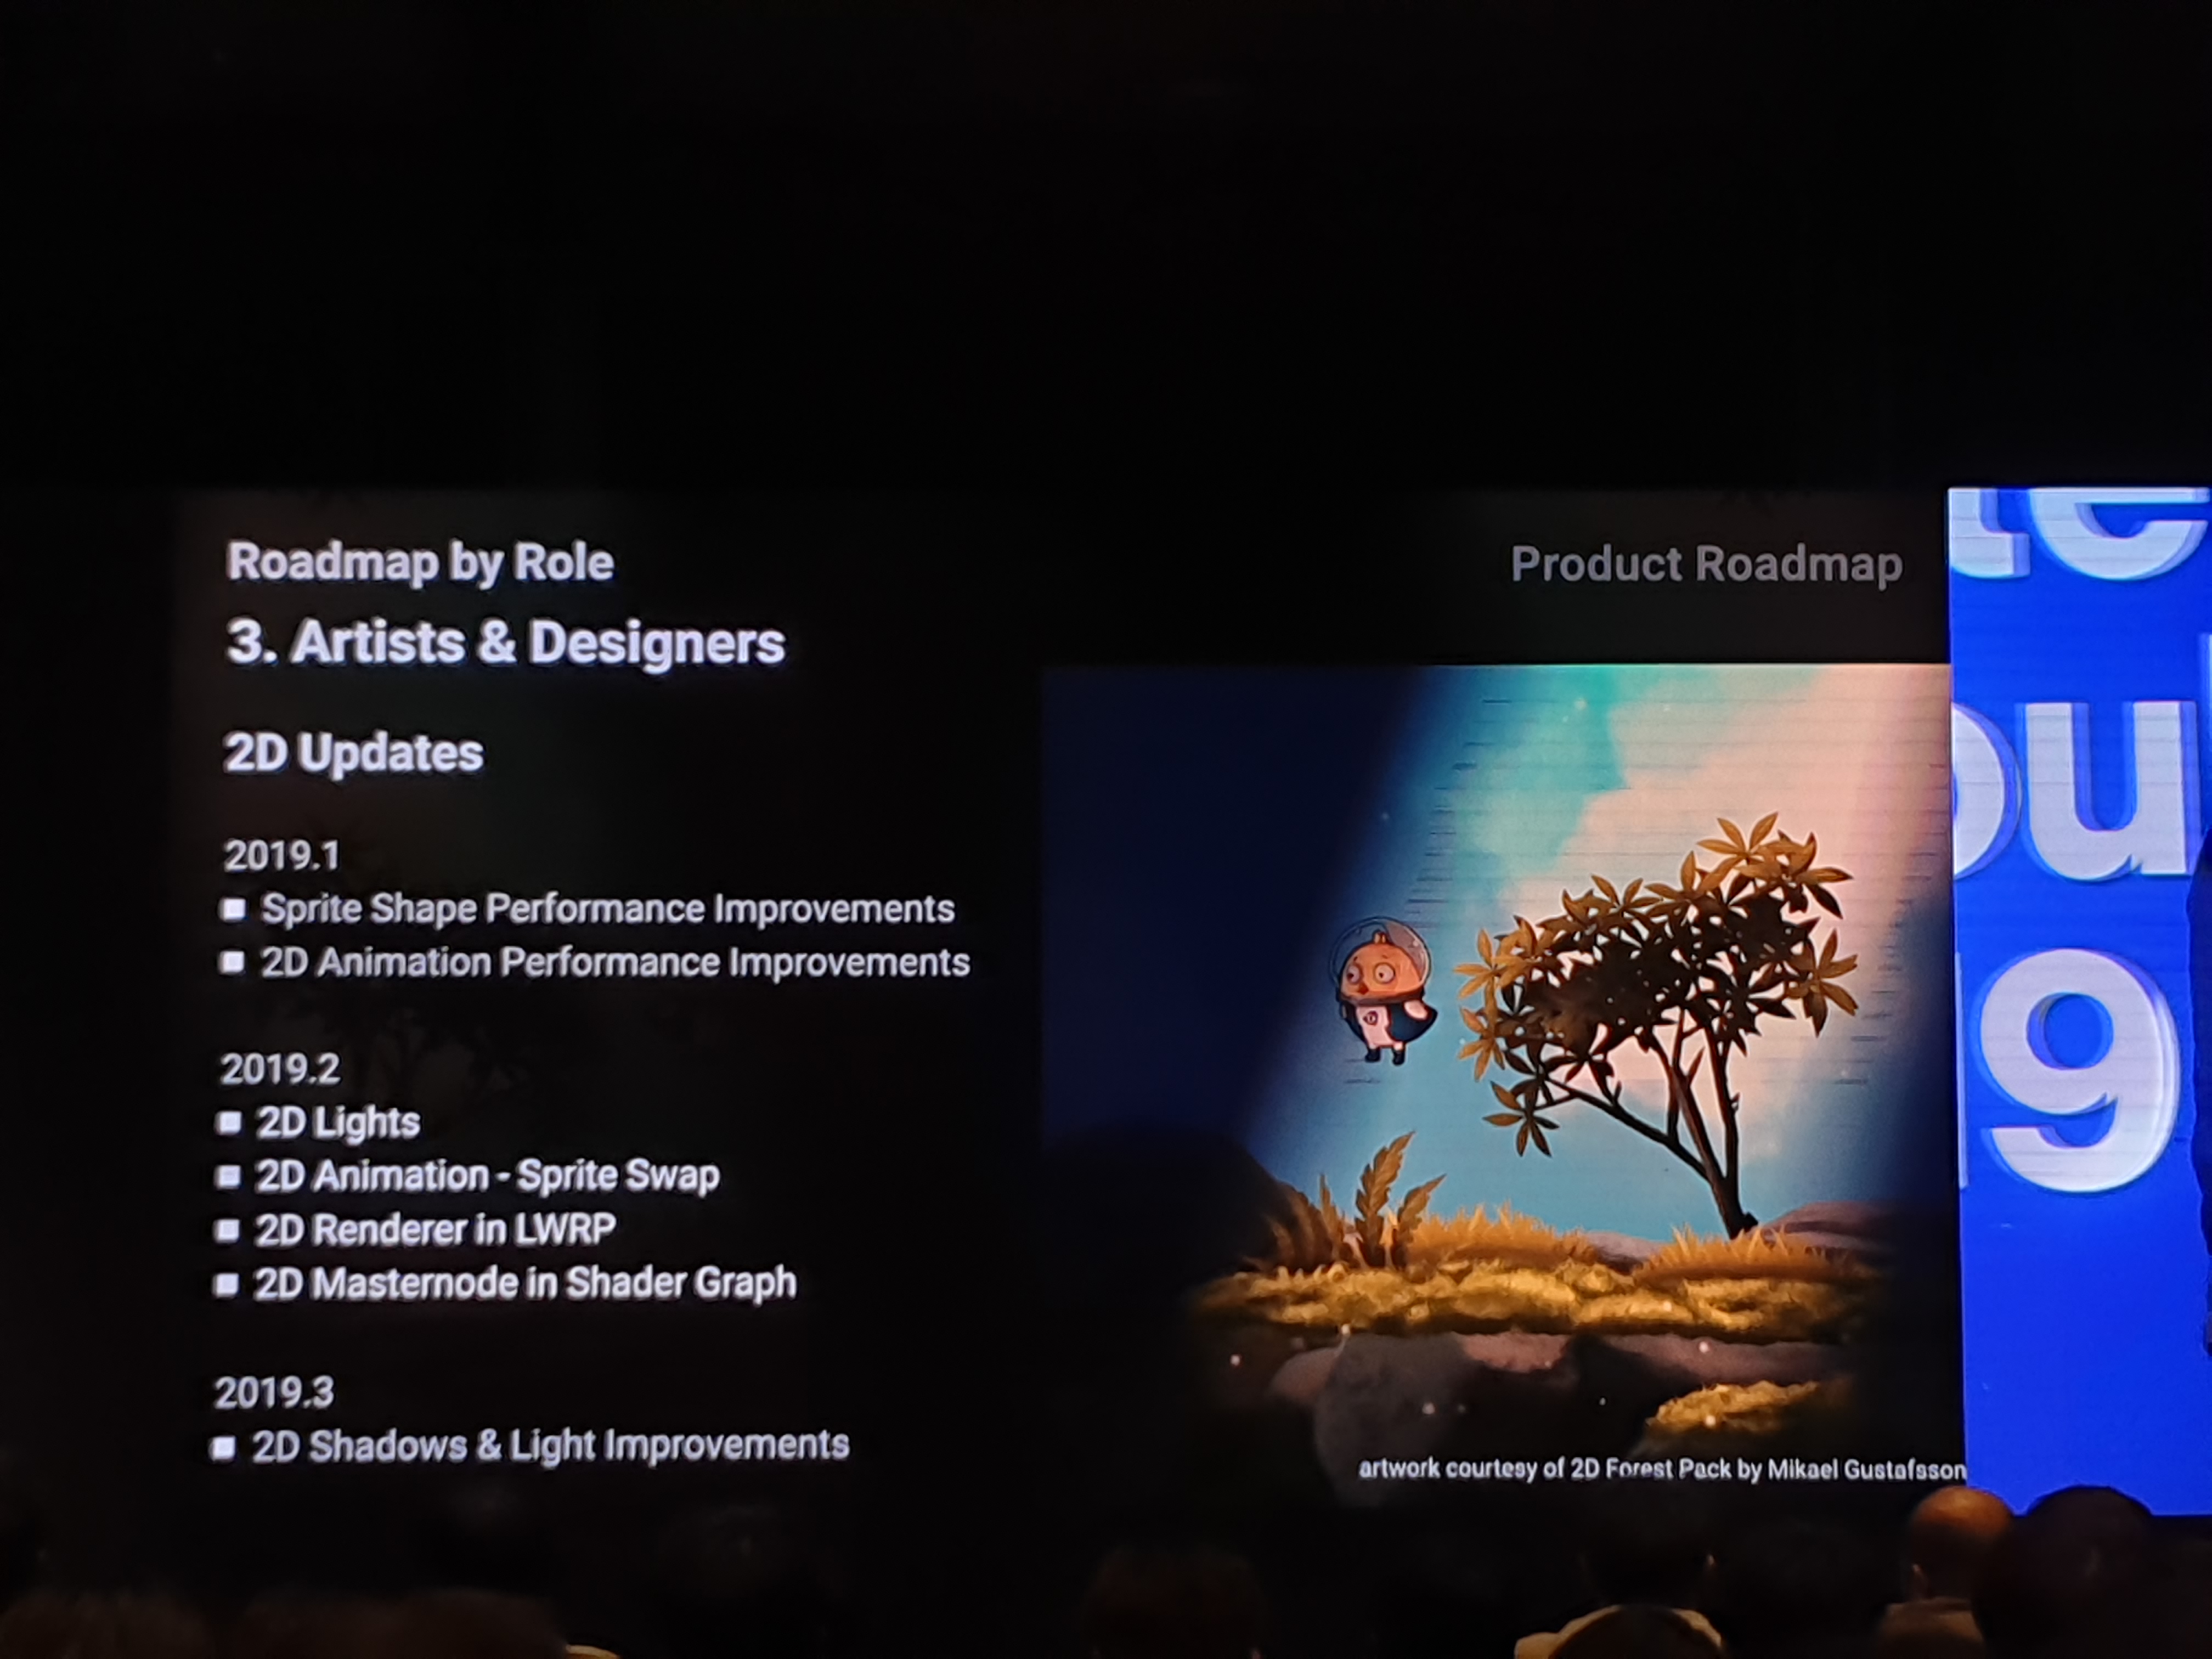 Roadmap by Role
Product Roadmap
3. Artists & Designers
2D Updates
2019.1
Sprite Shape Performance Improvements
2D Animation Performance Improvements
2019.2
2D Lights
2D Animation - Sprite Swap
2D Renderer in LWRP
2D Masternode in Shader Graph
2019.3
2D Shadows & Light Improvements
artwork courtesy of 2D Forest Pack by Mikael Gustafsson
te
ou
9